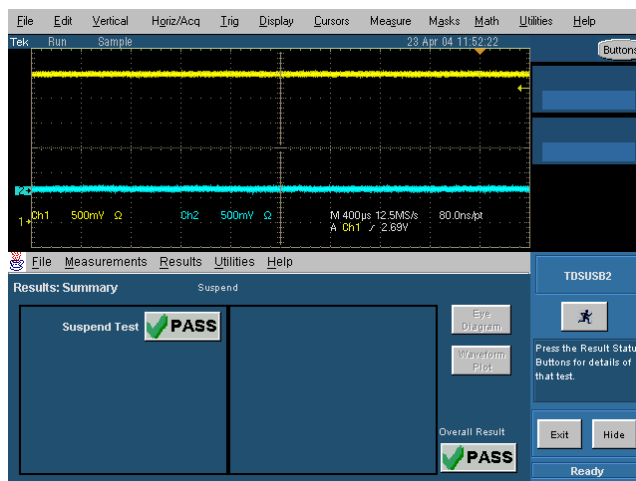 File Edit Vertical Horiz/Acq Trig Display Cursors Measure Masks Math Utilities Help
Tek Run Sample 23 Apr 04 11:52:22
Buttons
2
Ch1 500mV Ω Ch2 500mV Ω M 400µs 12.5MS/s 80.0ns/pt
A Ch1 / 2.69V
1
File Measurements Results Utilities Help
TDSUSB2
Results: Summary Suspend
Suspend Test PASS
Eye
Diagram
Waveform
Plot
Press the Result Statu
Buttons for details of
that test.
Overall Result
PASS
Exit Hide
Ready